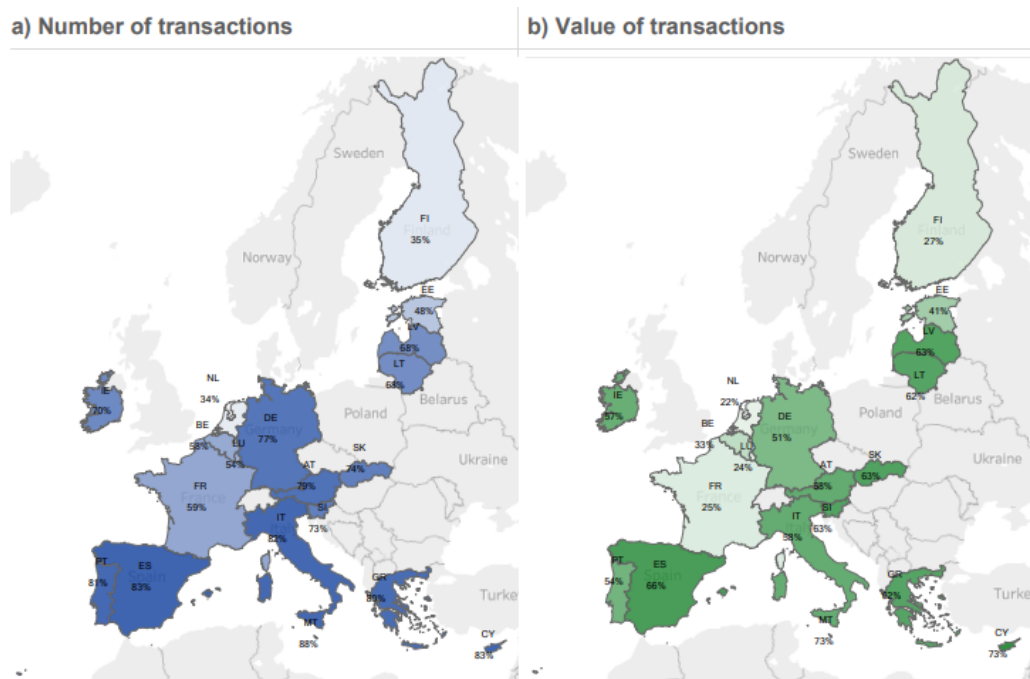 a) Number of transactions
b) Value of transactions
Sweden
FI
Finland
35%
Norway
EE
48%
LV
68%
LT
68%
IE
70%
NL
34%
BE
58%
LU
54%
DE
Germany
77%
Poland
Belarus
SK
74%
Ukraine
AT
79%
FR
France
59%
IT
Italy
82%
SI
73%
PT
81%
ES
Spain
83%
GR
80%
Turke
MT
88%
CY
83%
Sweden
FI
Finland
27%
Norway
EE
41%
LV
63%
LT
62%
IE
57%
NL
22%
BE
33%
LU
24%
DE
Germany
51%
Poland
Belarus
SK
63%
Ukraine
AT
58%
FR
France
25%
IT
Italy
58%
SI
63%
PT
54%
ES
Spain
66%
GR
62%
Turke
MT
73%
CY
73%